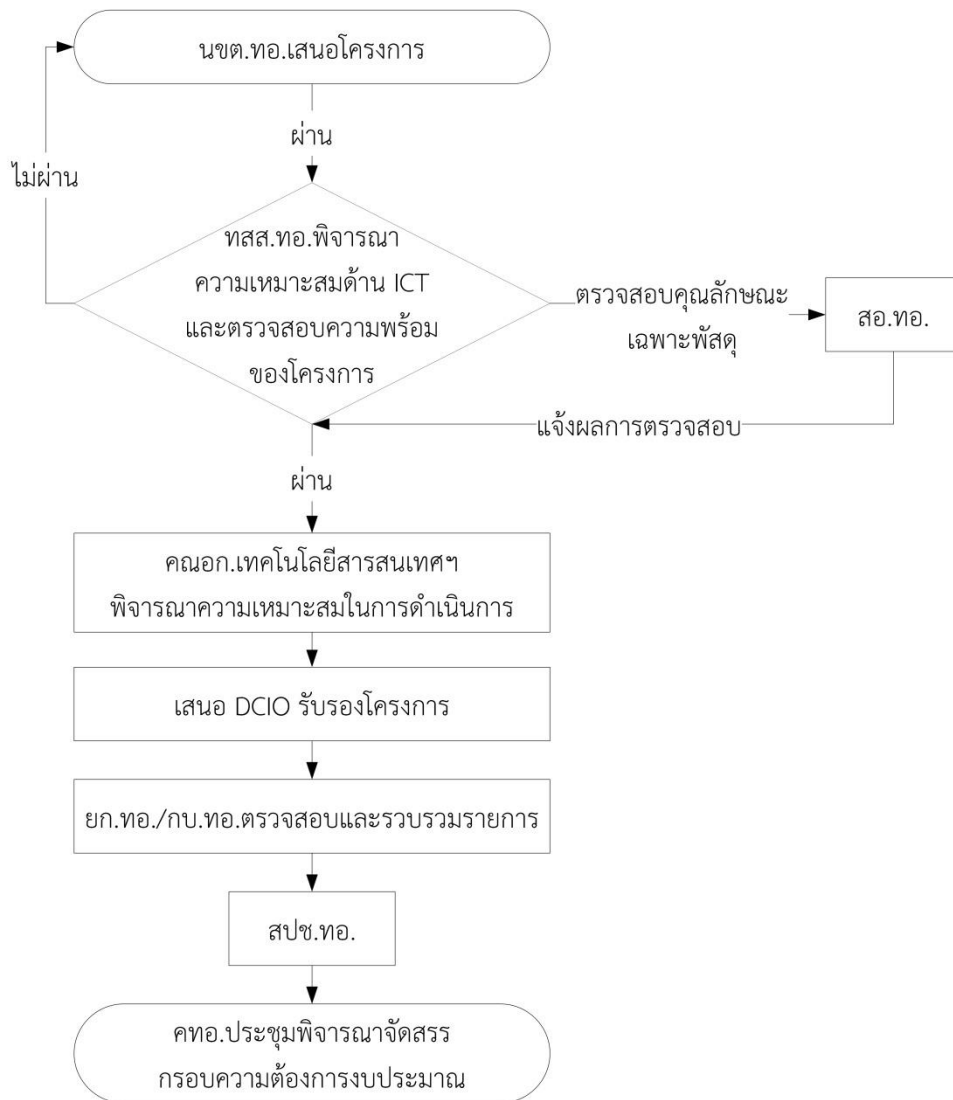 นขต.ทอ.เสนอโครงการ
ผ่าน
ไม่ผ่าน
ทสส.ทอ.พิจารณา
ความเหมาะสมด้าน ICT
และตรวจสอบความพร้อม
ของโครงการ
ตรวจสอบคุณลักษณะ
เฉพาะพัสดุ
สอ.ทอ.
แจ้งผลการตรวจสอบ
ผ่าน
คณอก.เทคโนโลยีสารสนเทศฯ
พิจารณาความเหมาะสมในการดำเนินการ
เสนอ DCIO รับรองโครงการ
ยก.ทอ./กบ.ทอ.ตรวจสอบและรวบรวมรายการ
สปช.ทอ.
คทอ.ประชุมพิจารณาจัดสรร
กรอบความต้องการงบประมาณ